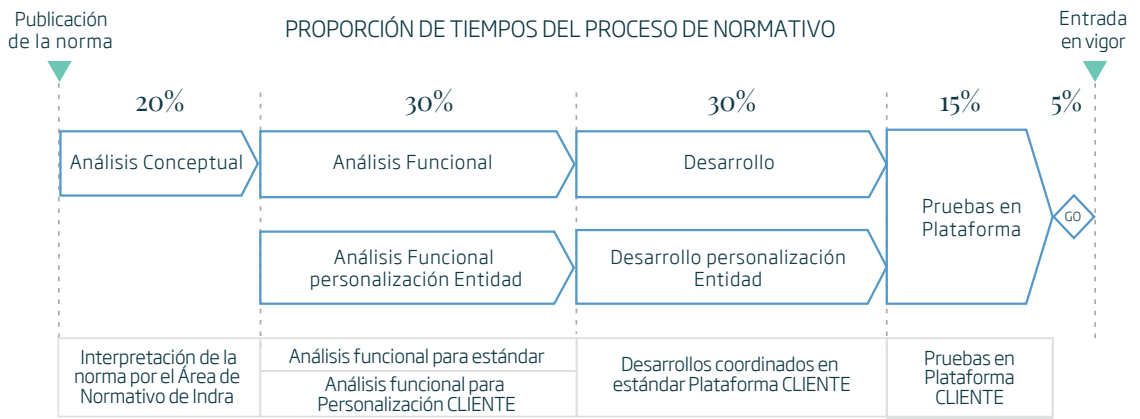 Publicación
de la norma
PROPORCIÓN DE TIEMPOS DEL PROCESO DE NORMATIVO
Entrada
en vigor
20%
30%
30%
15%
5%
Análisis Conceptual
Análisis Funcional
Desarrollo
Pruebas en
Plataforma
GO
Análisis Funcional
personalización Entidad
Desarrollo personalización
Entidad
Interpretación de la
norma por el Área de
Normativo de Indra
Análisis funcional para estándar
Análisis funcional para
Personalización CLIENTE
Desarrollos coordinados en
estándar Plataforma CLIENTE
Pruebas en
Plataforma
CLIENTE